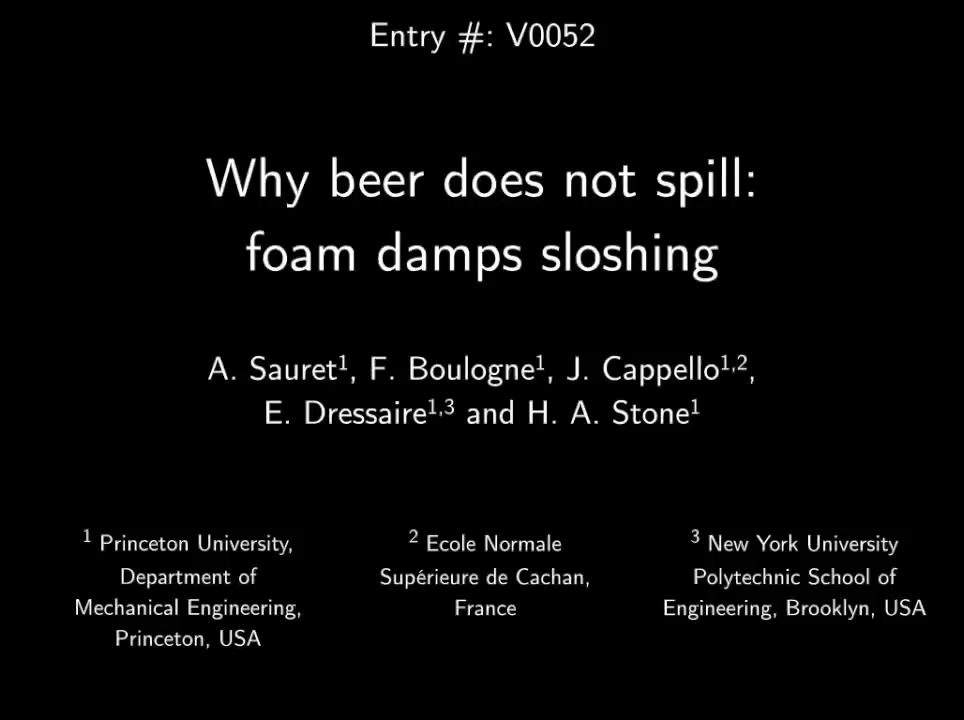 Entry #: V0052
Why beer does not spill:
foam damps sloshing
A. Sauret¹, F. Boulogne¹, J. Cappello¹,²,
E. Dressaire¹,³ and H. A. Stone¹
¹ Princeton University,
Department of
Mechanical Engineering,
Princeton, USA
² Ecole Normale
Supérieure de Cachan,
France
³ New York University
Polytechnic School of
Engineering, Brooklyn, USA